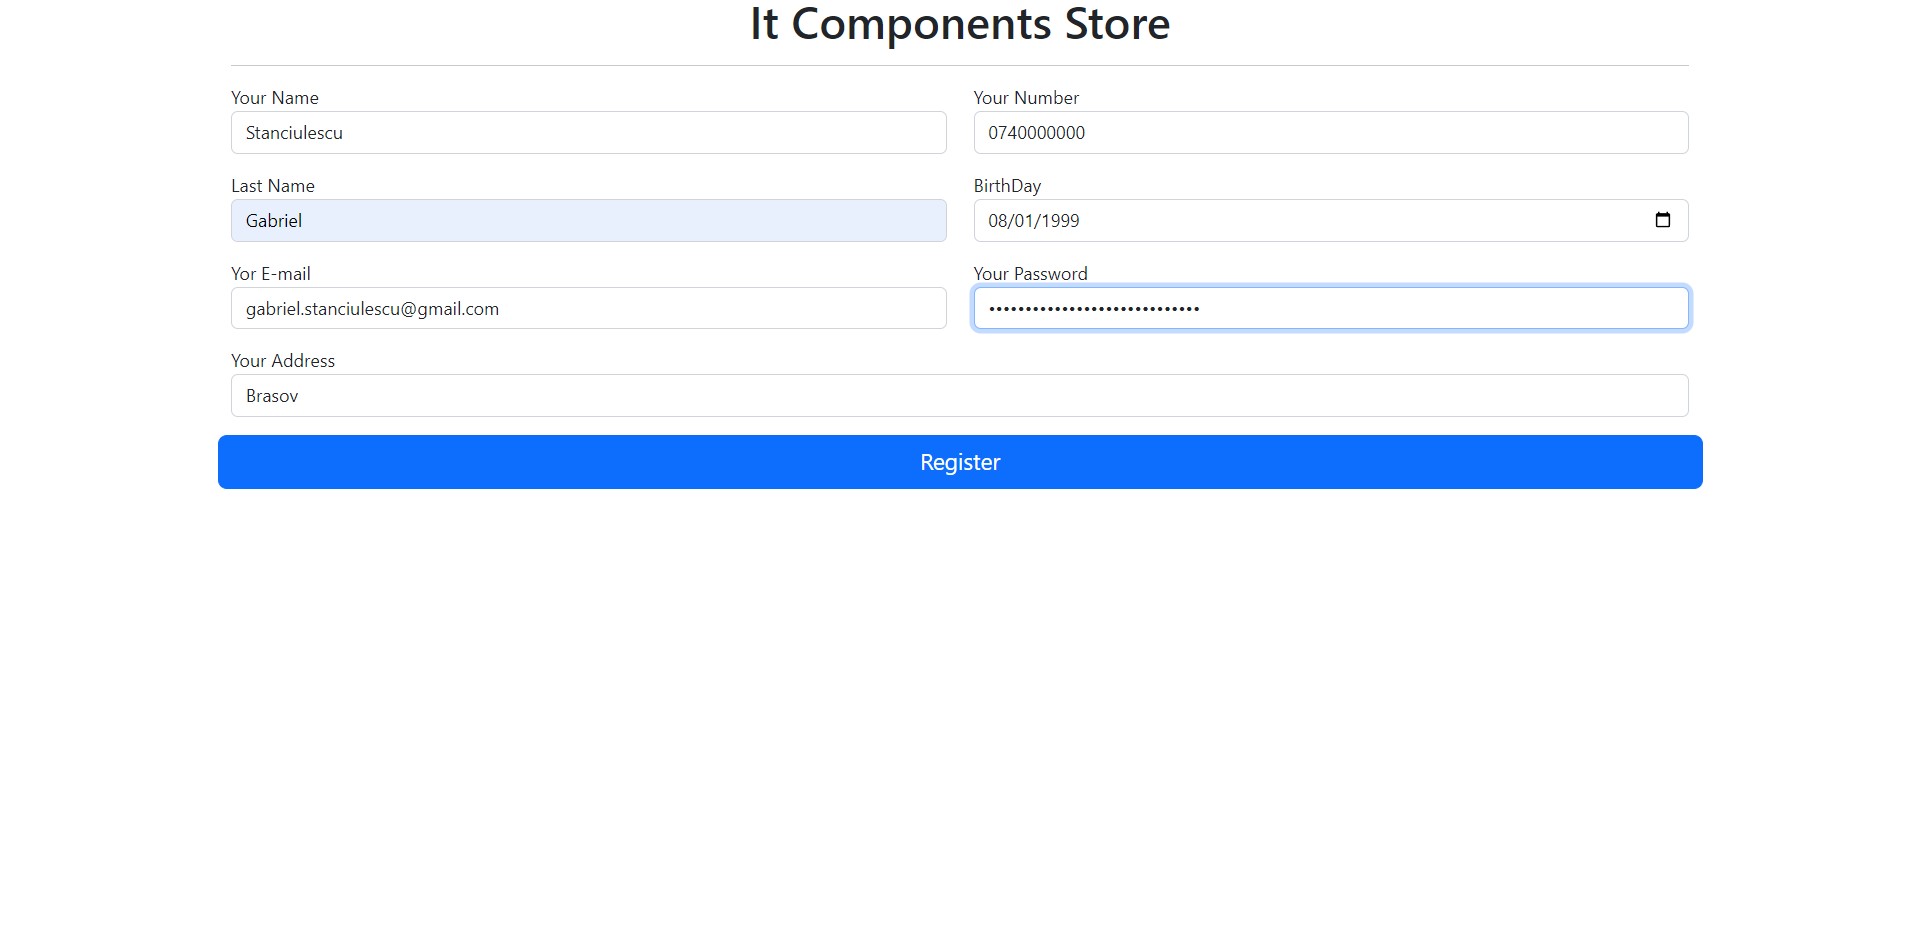 It Components Store
Your Name
Stanciulescu
Your Number
0740000000
Last Name
Gabriel
BirthDay
08/01/1999
Yor E-mail
gabriel.stanciulescu@gmail.com
Your Password
•••••••••••••••••••••••••••••
Your Address
Brasov
Register